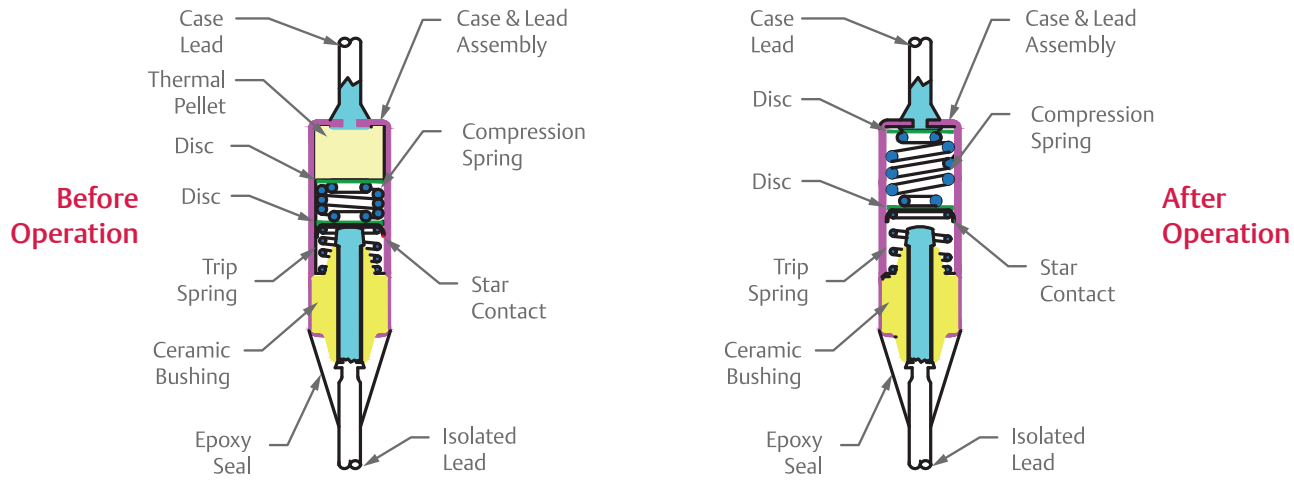 Case
Lead
Case & Lead
Assembly
Thermal
Pellet
Compression
Spring
Disc
Before
Operation
Disc
Trip
Spring
Star
Contact
Ceramic
Bushing
Epoxy
Seal
Isolated
Lead
Case
Lead
Case & Lead
Assembly
Disc
Compression
Spring
Disc
After
Operation
Trip
Spring
Star
Contact
Ceramic
Bushing
Epoxy
Seal
Isolated
Lead